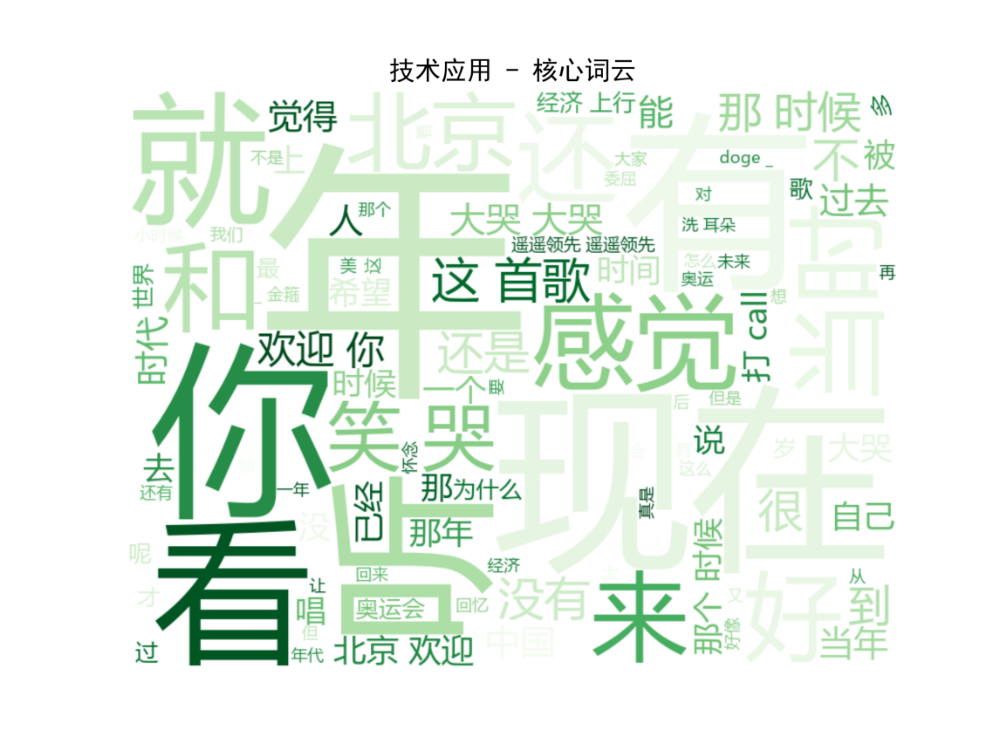 技术应用 - 核心词云
就
觉得
北京
经济 上行
能
那 时候
多
年
还
有
不是
上
大家
委屈
doge _
不
被
过去
歌
对
人
那个
大哭 大哭
洗 耳朵
小时候
我们
遥遥领先 遥遥领先
和
最
美
这
这 首歌
时间
怎么
未来
奥运
再
世界
金箍
希望
想
打 call
时代
欢迎 你
还是
感觉
泪
你
时候
一个
要
后
但是
笑
哭
现在
说
岁
大哭
怀念
去
还有
一年
已经
那
为什么
这么
真是
很
自己
看
没
点
那年
时候
呢
经济
从
让
回来
才
唱
奥运会
回忆
没有
来
那个
又
好
到
但
好像
过
年代
北京 欢迎
中国
当年